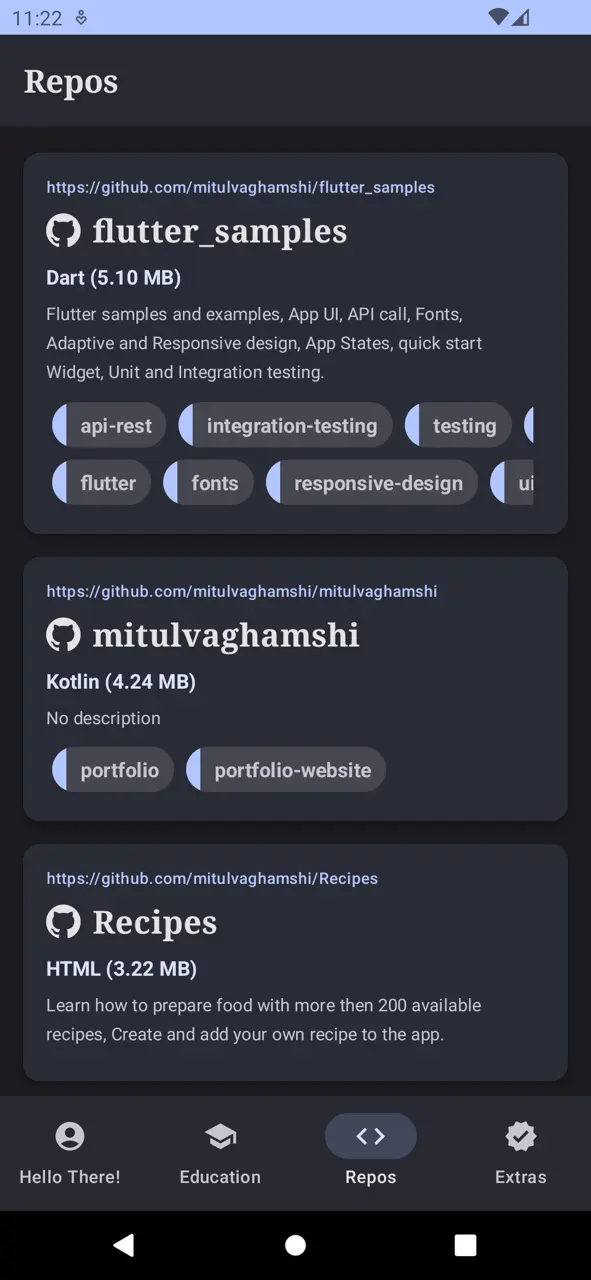 11:22
Repos
https://github.com/mitulvaghamshi/flutter_samples
flutter_samples
Dart (5.10 MB)
Flutter samples and examples, App UI, API call, Fonts,
Adaptive and Responsive design, App States, quick start
Widget, Unit and Integration testing.
api-rest integration-testing testing
flutter fonts responsive-design ui
https://github.com/mitulvaghamshi/mitulvaghamshi
mitulvaghamshi
Kotlin (4.24 MB)
No description
portfolio portfolio-website
https://github.com/mitulvaghamshi/Recipes
Recipes
HTML (3.22 MB)
Learn how to prepare food with more then 200 available
recipes, Create and add your own recipe to the app.
Hello There! Education Repos Extras